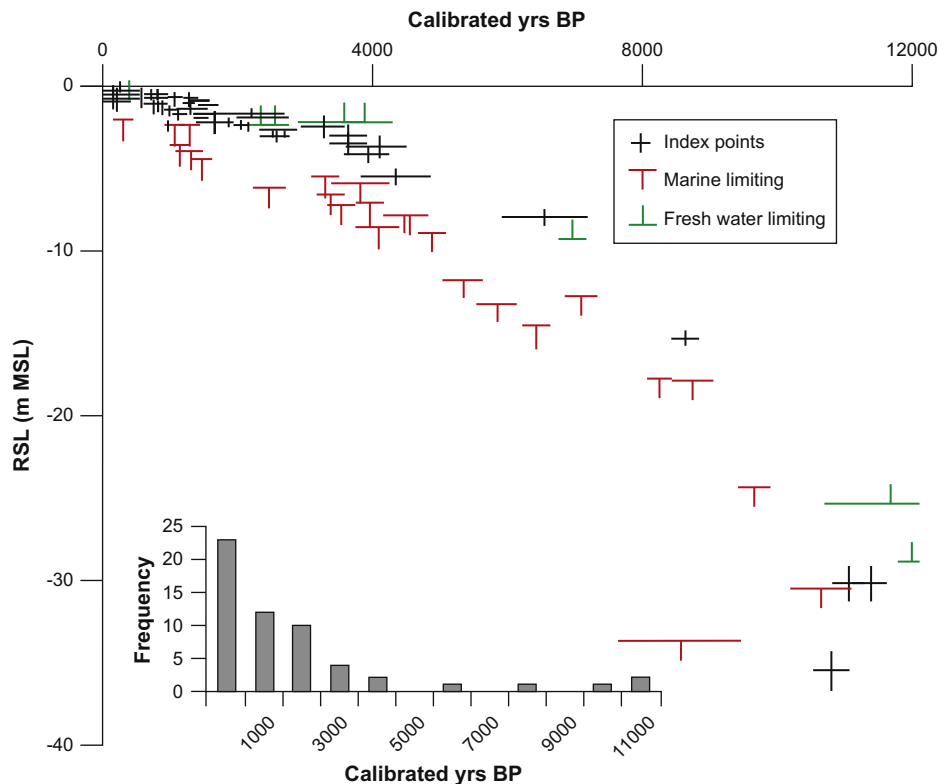 Calibrated yrs BP
0 4000 8000 12000
0
-10
-20
-30
-40
RSL (m MSL)
Index points
Marine limiting
Fresh water limiting
25
20
15
10
5
0
Frequency
1000 3000 5000 7000 9000 11000
Calibrated yrs BP